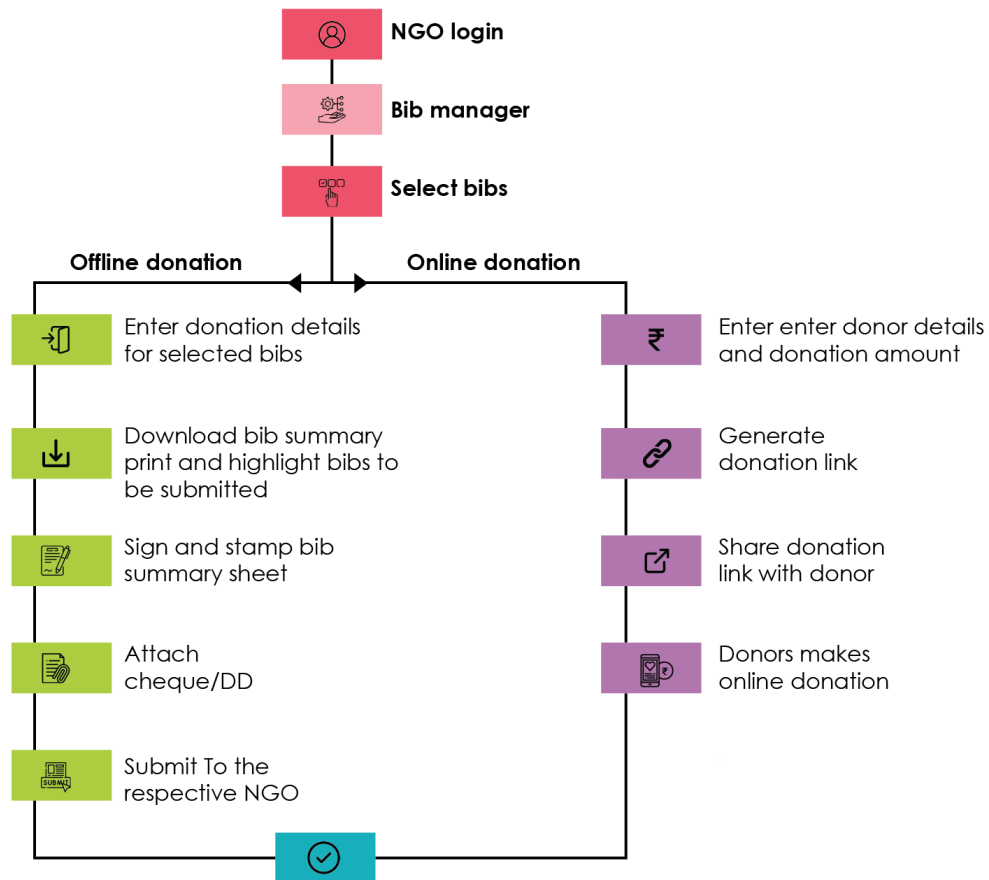 NGO login
Bib manager
Select bibs
Offline donation
Online donation
Enter donation details
for selected bibs
Download bib summary
print and highlight bibs to
be submitted
Sign and stamp bib
summary sheet
Attach
cheque/DD
SUBMIT
Submit To the
respective NGO
₹
Enter enter donor details
and donation amount
Generate
donation link
Share donation
link with donor
₹
Donors makes
online donation